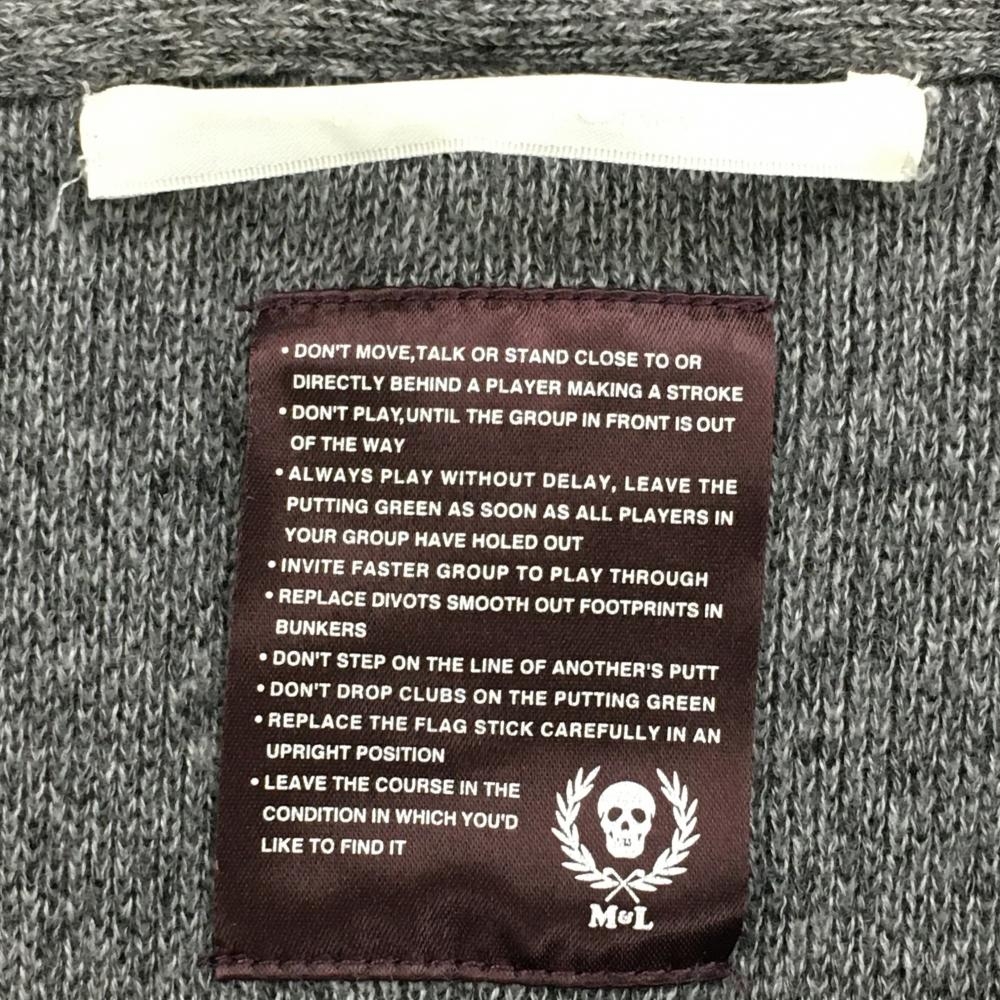 • DON'T MOVE,TALK OR STAND CLOSE TO OR
DIRECTLY BEHIND A PLAYER MAKING A STROKE
• DON'T PLAY,UNTIL THE GROUP IN FRONT IS OUT
OF THE WAY
• ALWAYS PLAY WITHOUT DELAY, LEAVE THE
PUTTING GREEN AS SOON AS ALL PLAYERS IN
YOUR GROUP HAVE HOLED OUT
• INVITE FASTER GROUP TO PLAY THROUGH
• REPLACE DIVOTS SMOOTH OUT FOOTPRINTS IN
BUNKERS
• DON'T STEP ON THE LINE OF ANOTHER'S PUTT
• DON'T DROP CLUBS ON THE PUTTING GREEN
• REPLACE THE FLAG STICK CAREFULLY IN AN
UPRIGHT POSITION
• LEAVE THE COURSE IN THE
CONDITION IN WHICH YOU'D
LIKE TO FIND IT
M&L